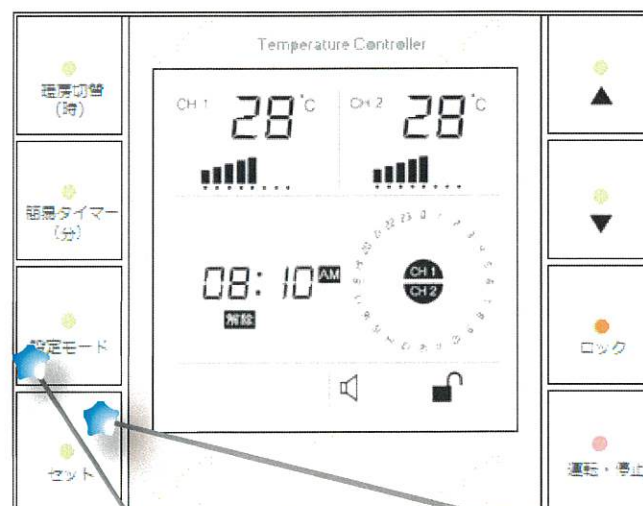 Temperature Controller
暖房切替
(時)
簡易タイマー
(分)
設定モード
セット
CH 1 28°C
CH 2 28°C
08:10 AM
解除
CH 1
CH 2
▲
▼
ロック
運転・停止